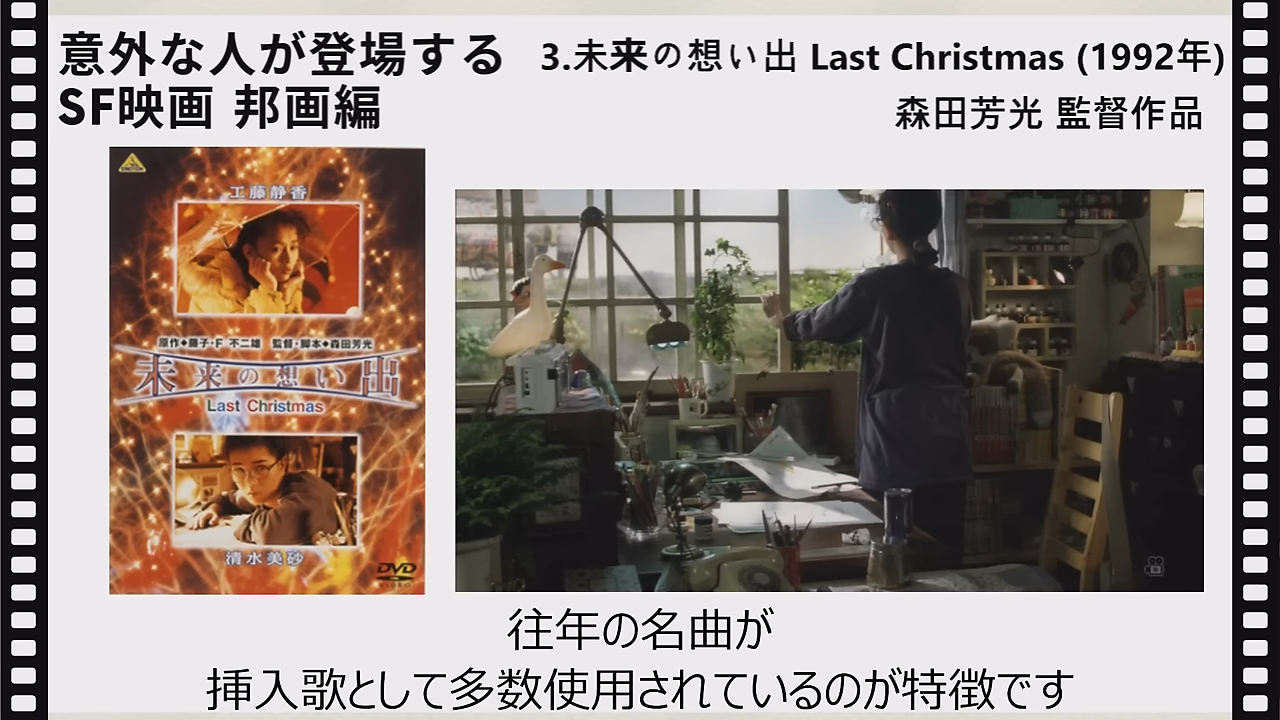 意外な人が登場する
SF映画 邦画編
3.未来の想い出 Last Christmas (1992年)
森田芳光 監督作品
工藤静香
原作◆藤子・F 不二雄 監督・脚本◆森田芳光
未来の想い出
Last Christmas
清水美砂
DVD
VIDEO
往年の名曲が
挿入歌として多数使用されているのが特徴です